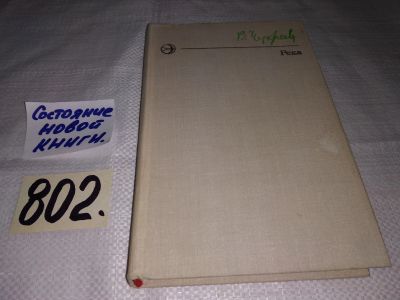 Состояние
новой
книги.
802.
Река